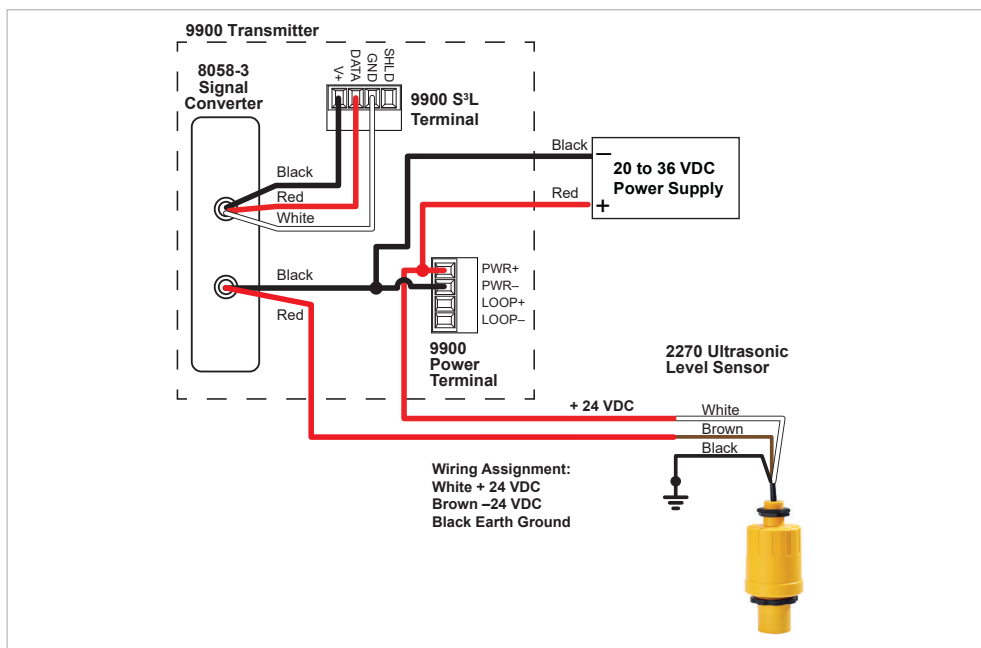 9900 Transmitter
8058-3
Signal
Converter
V+
DATA
GND
SHLD
9900 S³L
Terminal
Black
Red
White
Black
Red
Black
Red
–
+
20 to 36 VDC
Power Supply
PWR+
PWR–
LOOP+
LOOP–
9900
Power
Terminal
2270 Ultrasonic
Level Sensor
+ 24 VDC
White
Brown
Black
Wiring Assignment:
White + 24 VDC
Brown –24 VDC
Black Earth Ground